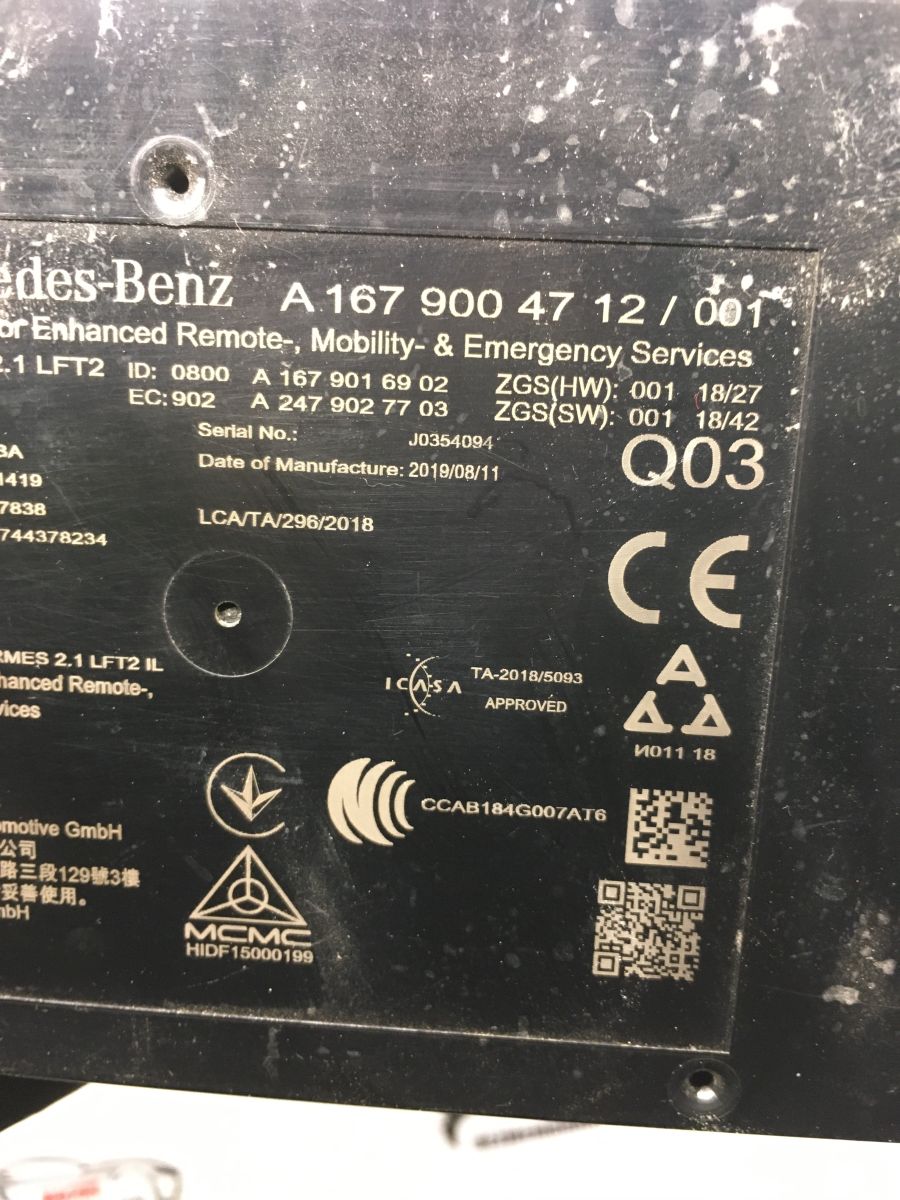 edes-Benz A 167 900 47 12 / 001
or Enhanced Remote-, Mobility- & Emergency Services
2.1 LFT2 ID: 0800 A 167 901 69 02 ZGS(HW): 001 18/27
EC: 902 A 247 902 77 03 ZGS(SW): 001 18/42
Serial No.: J0354094
Q03
Date of Manufacture: 2019/08/11
3A
1419
7838
744378234
LCA/TA/296/2018
CE
RMES 2.1 LFT2 IL
hanced Remote-,
vices
ICASA TA-2018/5093
APPROVED
И011 18
CCAB184G007AT6
omotive GmbH
公司
路三段129號3樓
妥善使用。
mbH
MCMC
HIDF15000199